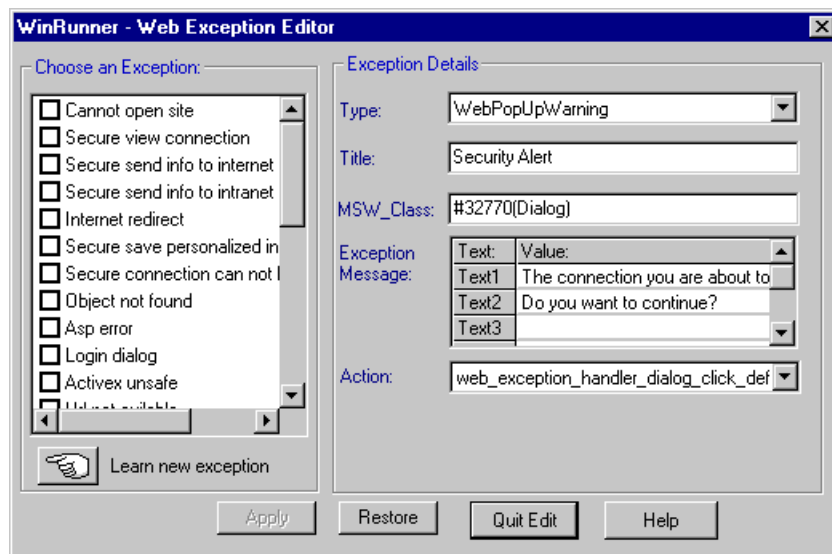 WinRunner - Web Exception Editor
Choose an Exception:
Cannot open site
Secure view connection
Secure send info to internet
Secure send info to intranet
Internet redirect
Secure save personalized in
Secure connection can not
Object not found
Asp error
Login dialog
Activex unsafe
Learn new exception
Exception Details
Type: WebPopUpWarning
Title: Security Alert
MSW_Class: #32770(Dialog)
Exception Message:
Text: Value:
Text1 The connection you are about to
Text2 Do you want to continue?
Text3
Action: web_exception_handler_dialog_click_def
Apply Restore Quit Edit Help